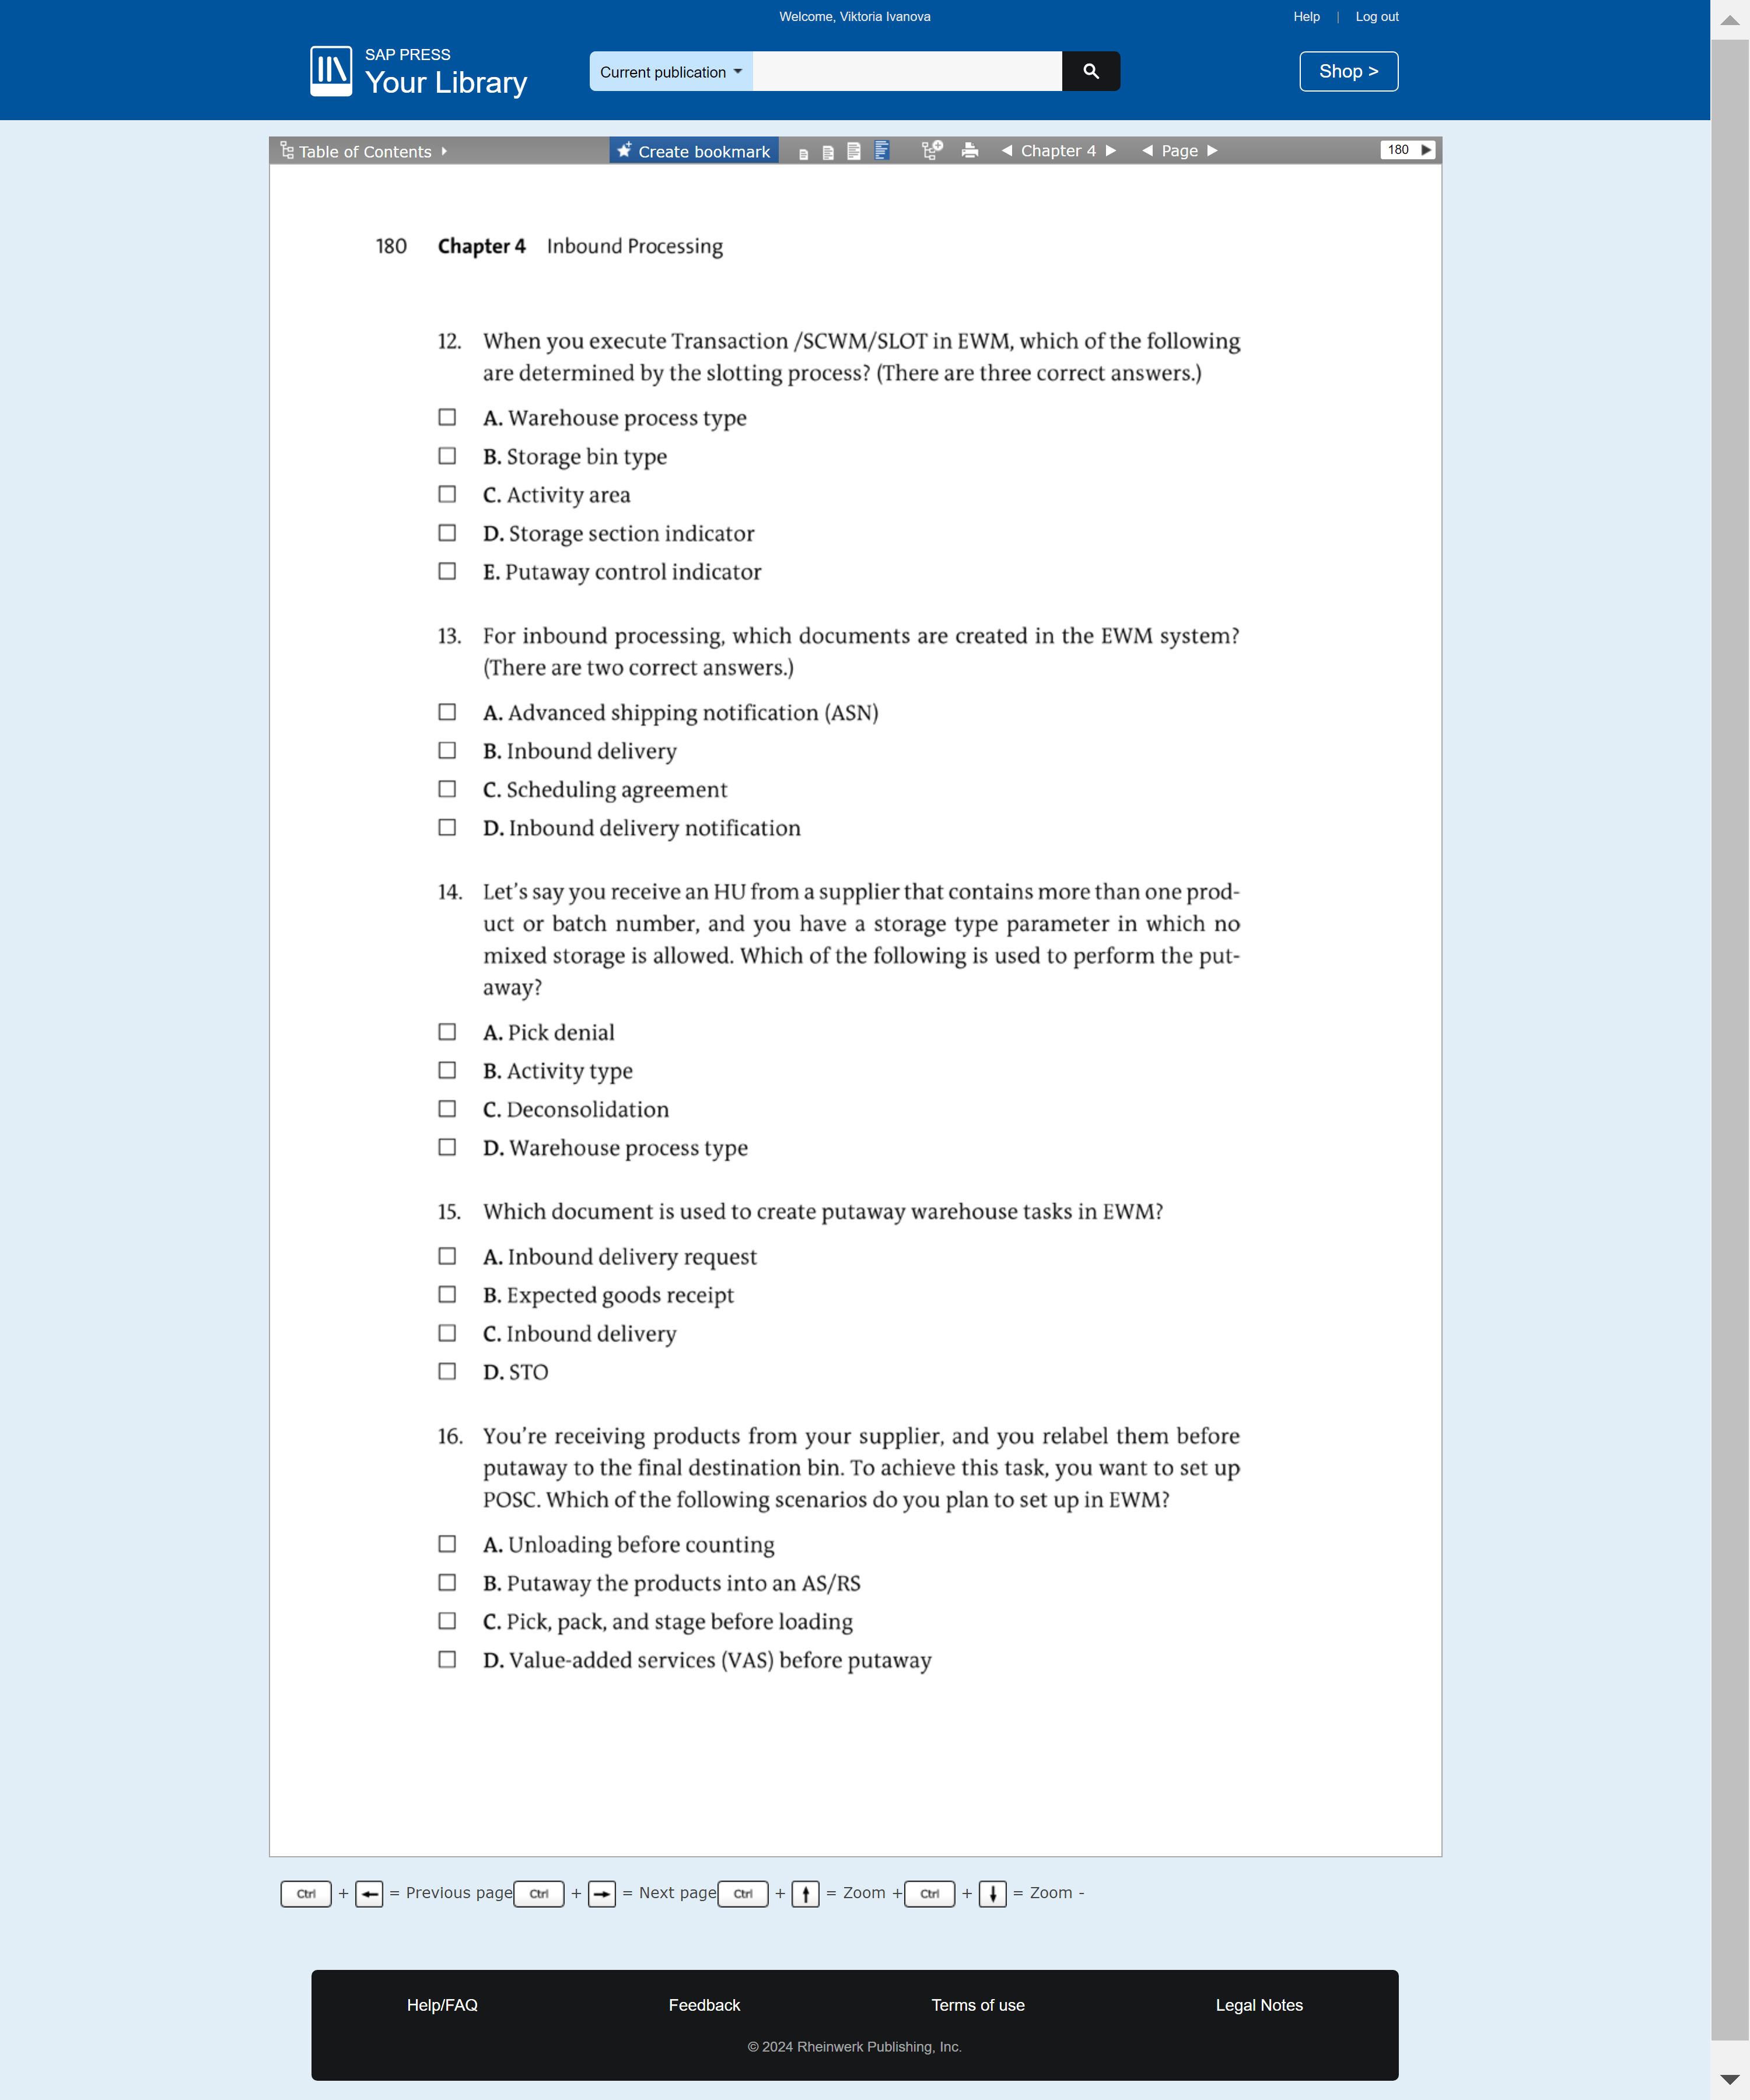 Welcome, Viktoria Ivanova
Help | Log out
SAP PRESS
Your Library
Current publication
Shop >
Table of Contents
Create bookmark
Chapter 4
Page
180
180 Chapter 4 Inbound Processing
12. When you execute Transaction /SCWM/SLOT in EWM, which of the following
are determined by the slotting process? (There are three correct answers.)
A. Warehouse process type
B. Storage bin type
C. Activity area
D. Storage section indicator
E. Putaway control indicator
13. For inbound processing, which documents are created in the EWM system?
(There are two correct answers.)
A. Advanced shipping notification (ASN)
B. Inbound delivery
C. Scheduling agreement
D. Inbound delivery notification
14. Let's say you receive an HU from a supplier that contains more than one prod-
uct or batch number, and you have a storage type parameter in which no
mixed storage is allowed. Which of the following is used to perform the put-
away?
A. Pick denial
B. Activity type
C. Deconsolidation
D. Warehouse process type
15. Which document is used to create putaway warehouse tasks in EWM?
A. Inbound delivery request
B. Expected goods receipt
C. Inbound delivery
D. STO
16. You're receiving products from your supplier, and you relabel them before
putaway to the final destination bin. To achieve this task, you want to set up
POSC. Which of the following scenarios do you plan to set up in EWM?
A. Unloading before counting
B. Putaway the products into an AS/RS
C. Pick, pack, and stage before loading
D. Value-added services (VAS) before putaway
Ctrl + ← = Previous page Ctrl + → = Next page Ctrl + ↑ = Zoom + Ctrl + ↓ = Zoom -
Help/FAQ Feedback Terms of use Legal Notes
© 2024 Rheinwerk Publishing, Inc.